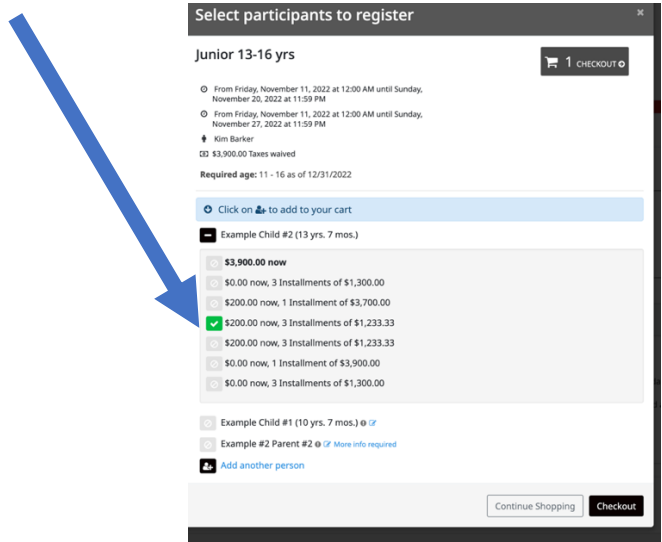 Select participants to register
×
Junior 13-16 yrs
1 CHECKOUT
From Friday, November 11, 2022 at 12:00 AM until Sunday,
November 20, 2022 at 11:59 PM
From Friday, November 11, 2022 at 12:00 AM until Sunday,
November 27, 2022 at 11:59 PM
Kim Barker
$3,900.00 Taxes waived
Required age: 11 - 16 as of 12/31/2022
Click on to add to your cart
Example Child #2 (13 yrs. 7 mos.)
$3,900.00 now
$0.00 now, 3 Installments of $1,300.00
$200.00 now, 1 Installment of $3,700.00
$200.00 now, 3 Installments of $1,233.33
$200.00 now, 3 Installments of $1,233.33
$0.00 now, 1 Installment of $3,900.00
$0.00 now, 3 Installments of $1,300.00
Example Child #1 (10 yrs. 7 mos.)
Example #2 Parent #2 More info required
Add another person
Continue Shopping
Checkout